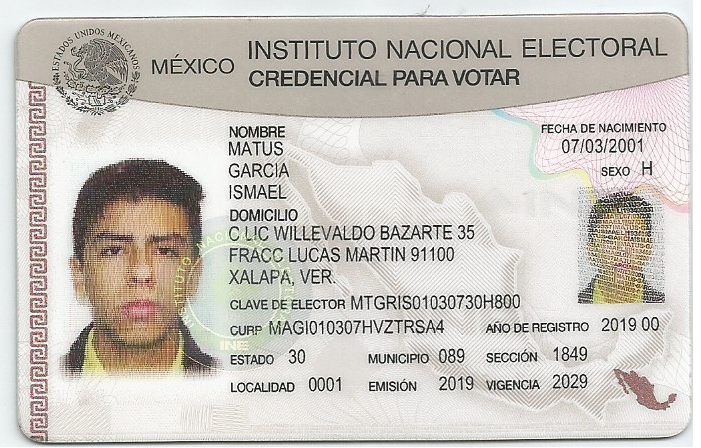 ESTADOS UNIDOS MEXICANOS
MÉXICO INSTITUTO NACIONAL ELECTORAL
CREDENCIAL PARA VOTAR
NOMBRE
MATUS
GARCIA
ISMAEL
FECHA DE NACIMIENTO
07/03/2001
SEXO H
DOMICILIO
C LIC WILLEVALDO BAZARTE 35
FRACC LUCAS MARTIN 91100
XALAPA, VER.
CLAVE DE ELECTOR MTGRIS01030730H800
CURP MAGI010307HVZTRSA4 AÑO DE REGISTRO 2019 00
ESTADO 30 MUNICIPIO 089 SECCIÓN 1849
LOCALIDAD 0001 EMISIÓN 2019 VIGENCIA 2029
INE